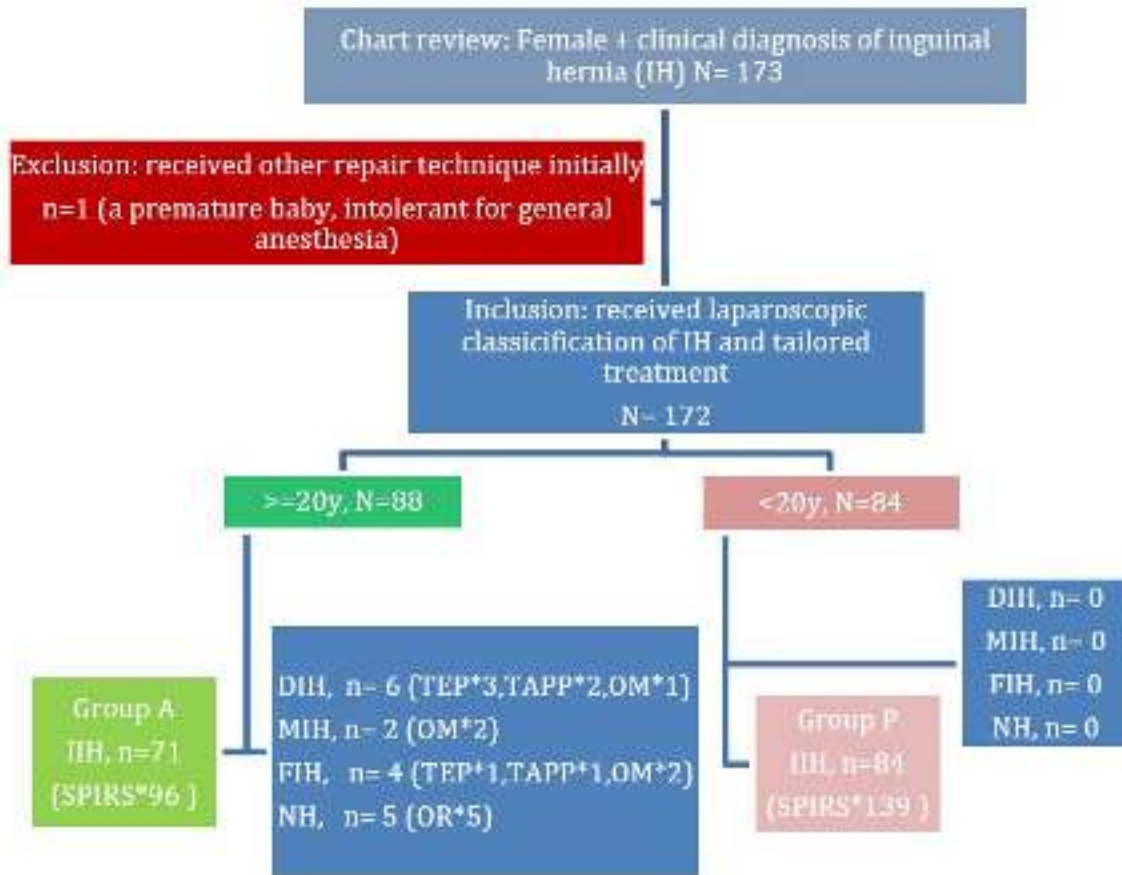 Chart review: Female + clinical diagnosis of inguinal
hernia (IH) N= 173
Exclusion: received other repair technique initially
n=1 (a premature baby, intolerant for general
anesthesia)
Inclusion: received laparoscopic
classicification of IH and tailored
treatment
N= 172
>=20y, N=88
<20y, N=84
DIH, n= 0
MIH, n= 0
FIH, n= 0
NH, n= 0
Group A
IIH, n=71
(SPIRS*96 )
DIH, n= 6 (TEP*3,TAPP*2,OM*1)
MIH, n= 2 (OM*2)
FIH, n= 4 (TEP*1,TAPP*1,OM*2)
NH, n= 5 (OR*5)
Group P
IIH, n=84
(SPIRS*139 )